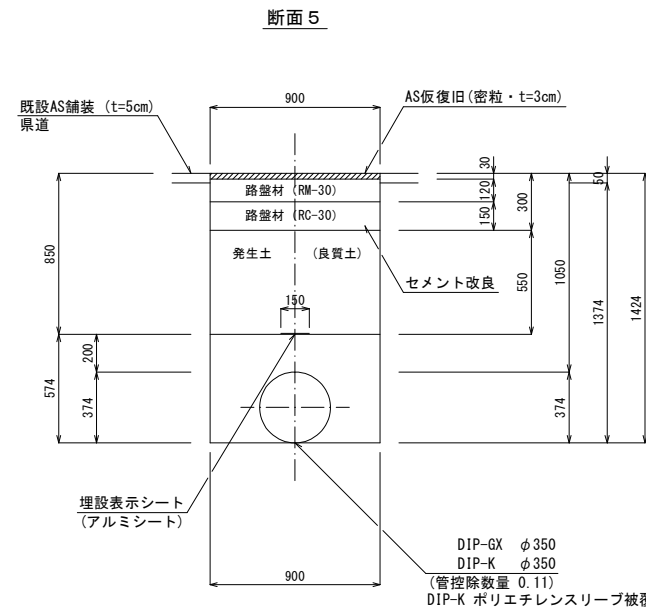 断面５
900
既設AS舗装 (t=5cm)
県道
AS仮復旧(密粒・t=3cm)
30
50
路盤材 (RM-30)
120
路盤材 (RC-30)
150
300
850
発生土 (良質土)
セメント改良
550
1050
1374
1424
150
200
574
374
374
埋設表示シート
(アルミシート)
900
DIP-GX φ350
DIP-K φ350
(管控除数量 0.11)
DIP-K ポリエチレンスリーブ被覆